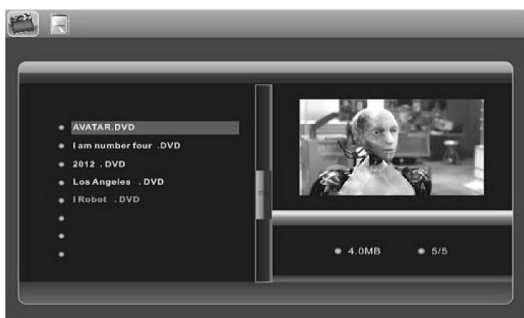 AVATAR.DVD
I am number four .DVD
2012 . DVD
Los Angeles . DVD
I Robot . DVD
4.0MB
5/5